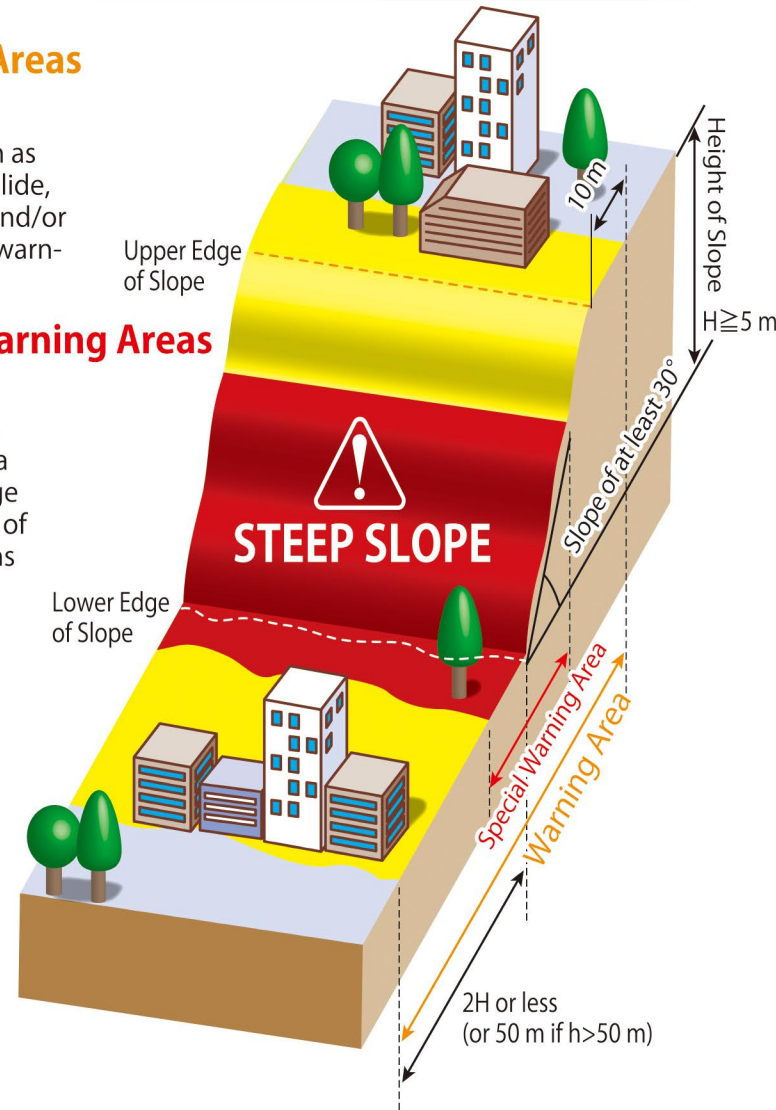 Areas
n as
lide,
nd/or
warn-
Upper Edge
of Slope
arning Areas
a
ge
of
ns
10 m
Height of Slope
H≧5 m
Slope of at least 30°
STEEP SLOPE
Lower Edge
of Slope
Special Warning Area
Warning Area
2H or less
(or 50 m if h>50 m)